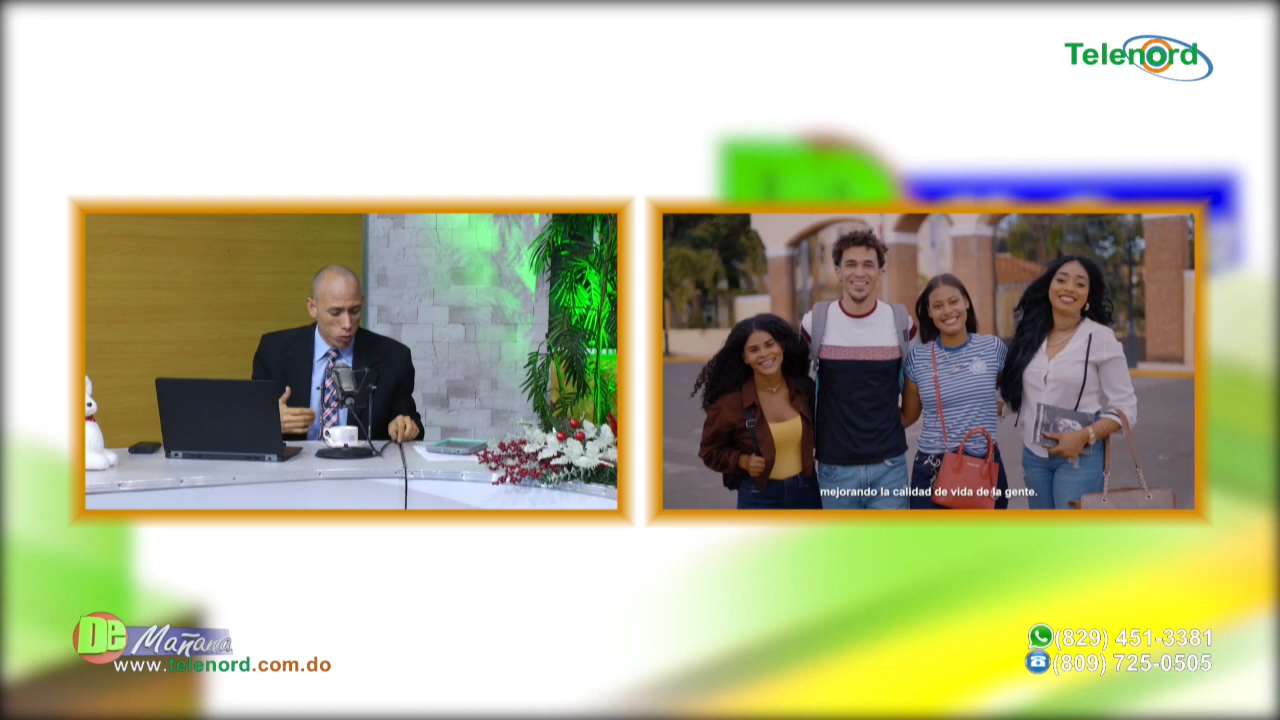 Telenord
mejorando la calidad de vida de la gente.
De Mañana
www.telenord.com.do
(829) 451-3381
(809) 725-0505